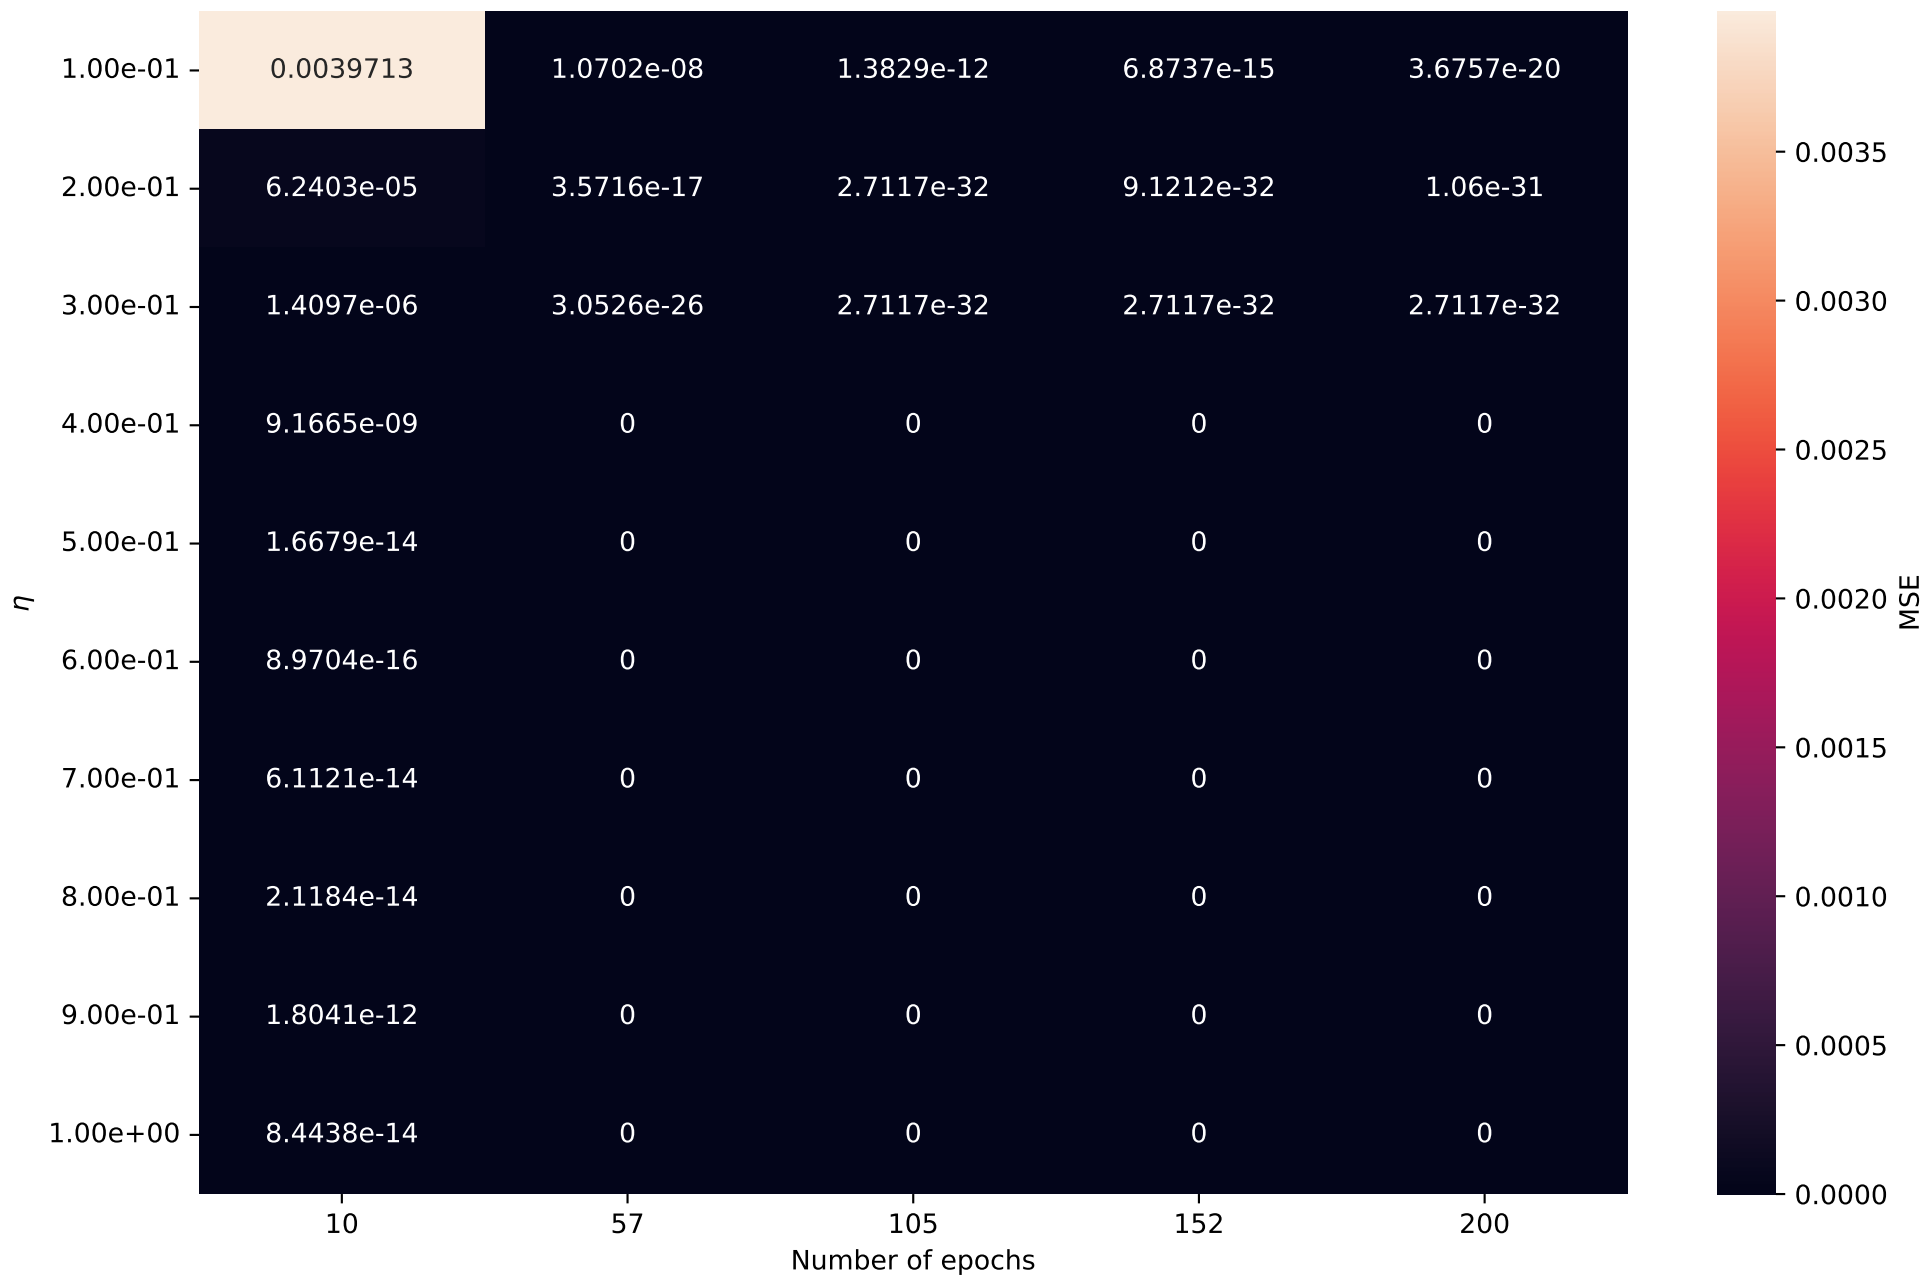 1.00e-01 0.0039713 1.0702e-08 1.3829e-12 6.8737e-15 3.6757e-20
2.00e-01 6.2403e-05 3.5716e-17 2.7117e-32 9.1212e-32 1.06e-31
3.00e-01 1.4097e-06 3.0526e-26 2.7117e-32 2.7117e-32 2.7117e-32
4.00e-01 9.1665e-09 0 0 0 0
5.00e-01 1.6679e-14 0 0 0 0
6.00e-01 8.9704e-16 0 0 0 0
7.00e-01 6.1121e-14 0 0 0 0
8.00e-01 2.1184e-14 0 0 0 0
9.00e-01 1.8041e-12 0 0 0 0
1.00e+00 8.4438e-14 0 0 0 0
η
10 57 105 152 200
Number of epochs
0.0035
0.0030
0.0025
0.0020
0.0015
0.0010
0.0005
0.0000
MSE